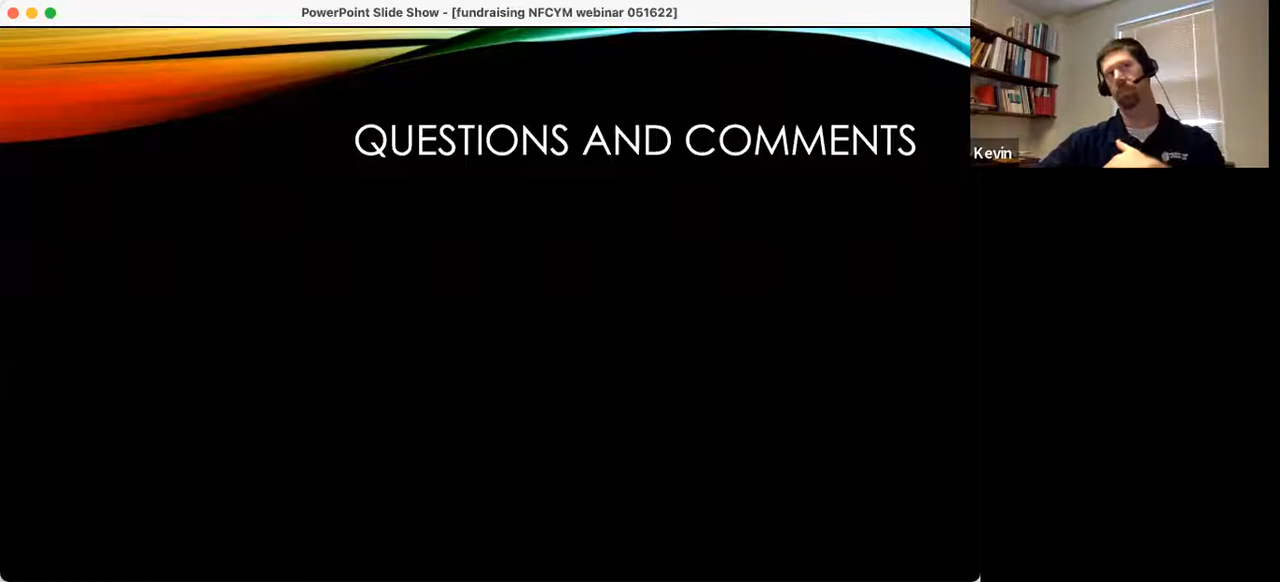 PowerPoint Slide Show - [fundraising NFCYM webinar 051622]
QUESTIONS AND COMMENTS
Kevin